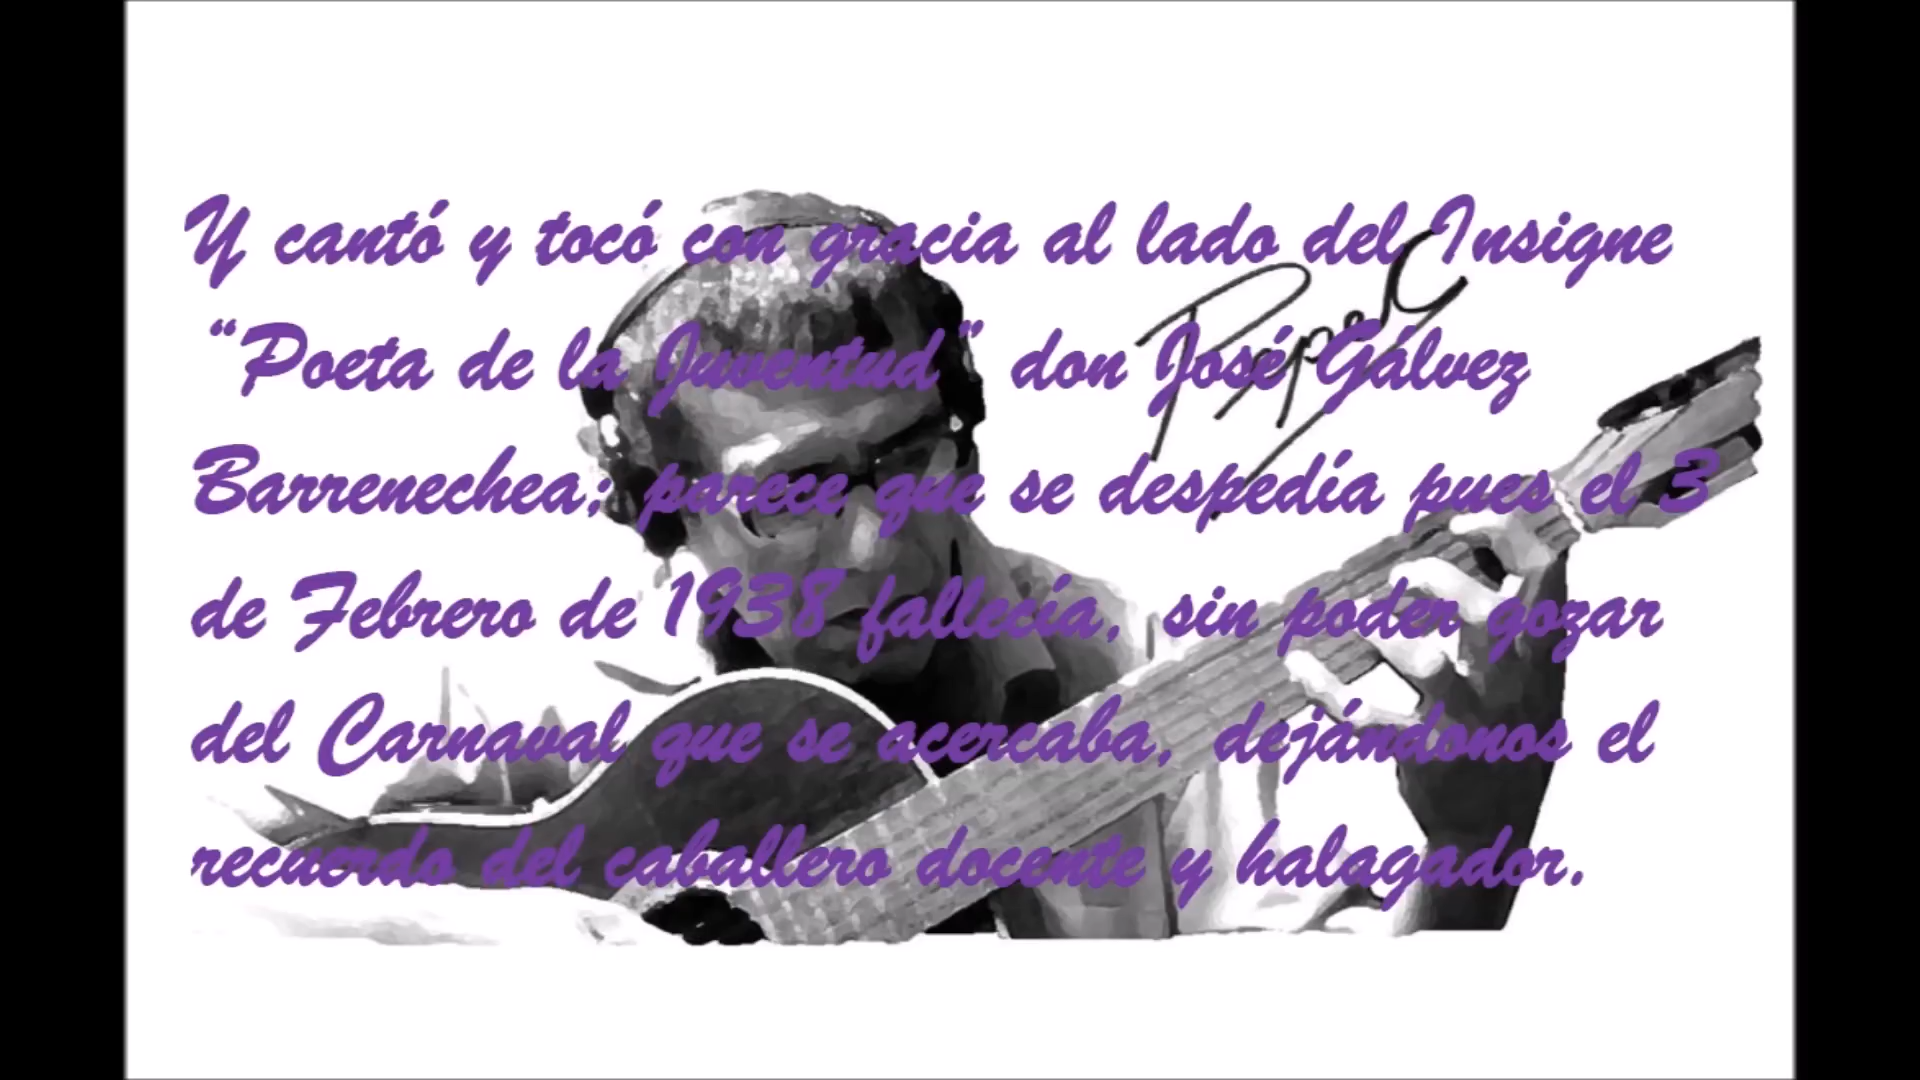 Y cantó y tocó con gracia al lado del Insigne
“Poeta de la Juventud” don José Gálvez
Barrenechea; parece que se despedía pues el 3
de Febrero de 1938 fallecía, sin poder gozar
del Carnaval que se acercaba, dejándonos el
recuerdo del caballero docente y halagador.